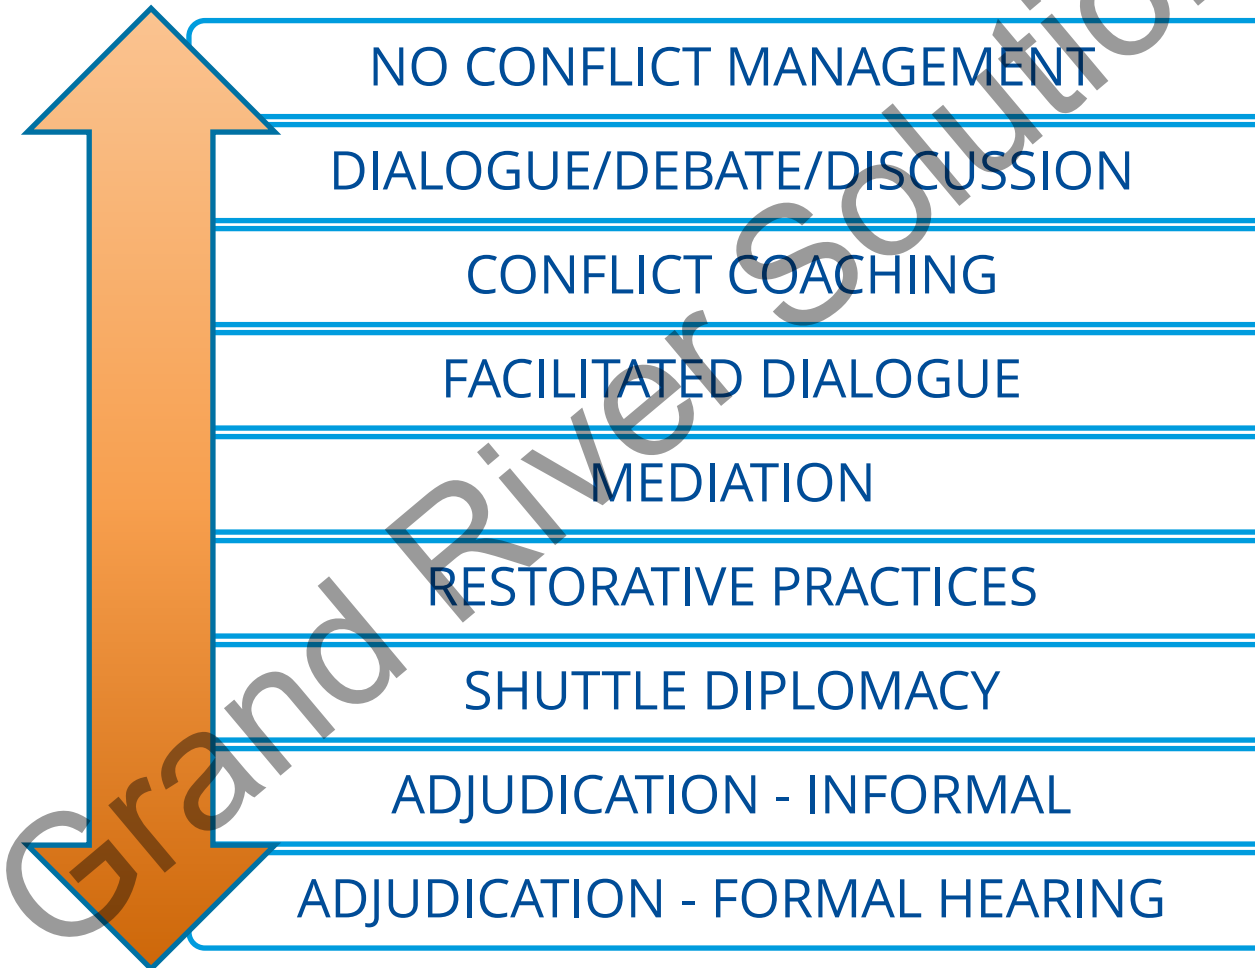 NO CONFLICT MANAGEMENT
DIALOGUE/DEBATE/DISCUSSION
CONFLICT COACHING
FACILITATED DIALOGUE
MEDIATION
RESTORATIVE PRACTICES
SHUTTLE DIPLOMACY
ADJUDICATION - INFORMAL
ADJUDICATION - FORMAL HEARING
Grand River Solution